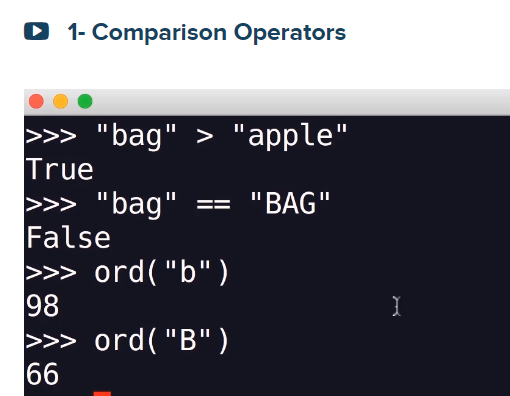 1- Comparison Operators
>>> "bag" > "apple"
True
>>> "bag" == "BAG"
False
>>> ord("b")
98
>>> ord("B")
66